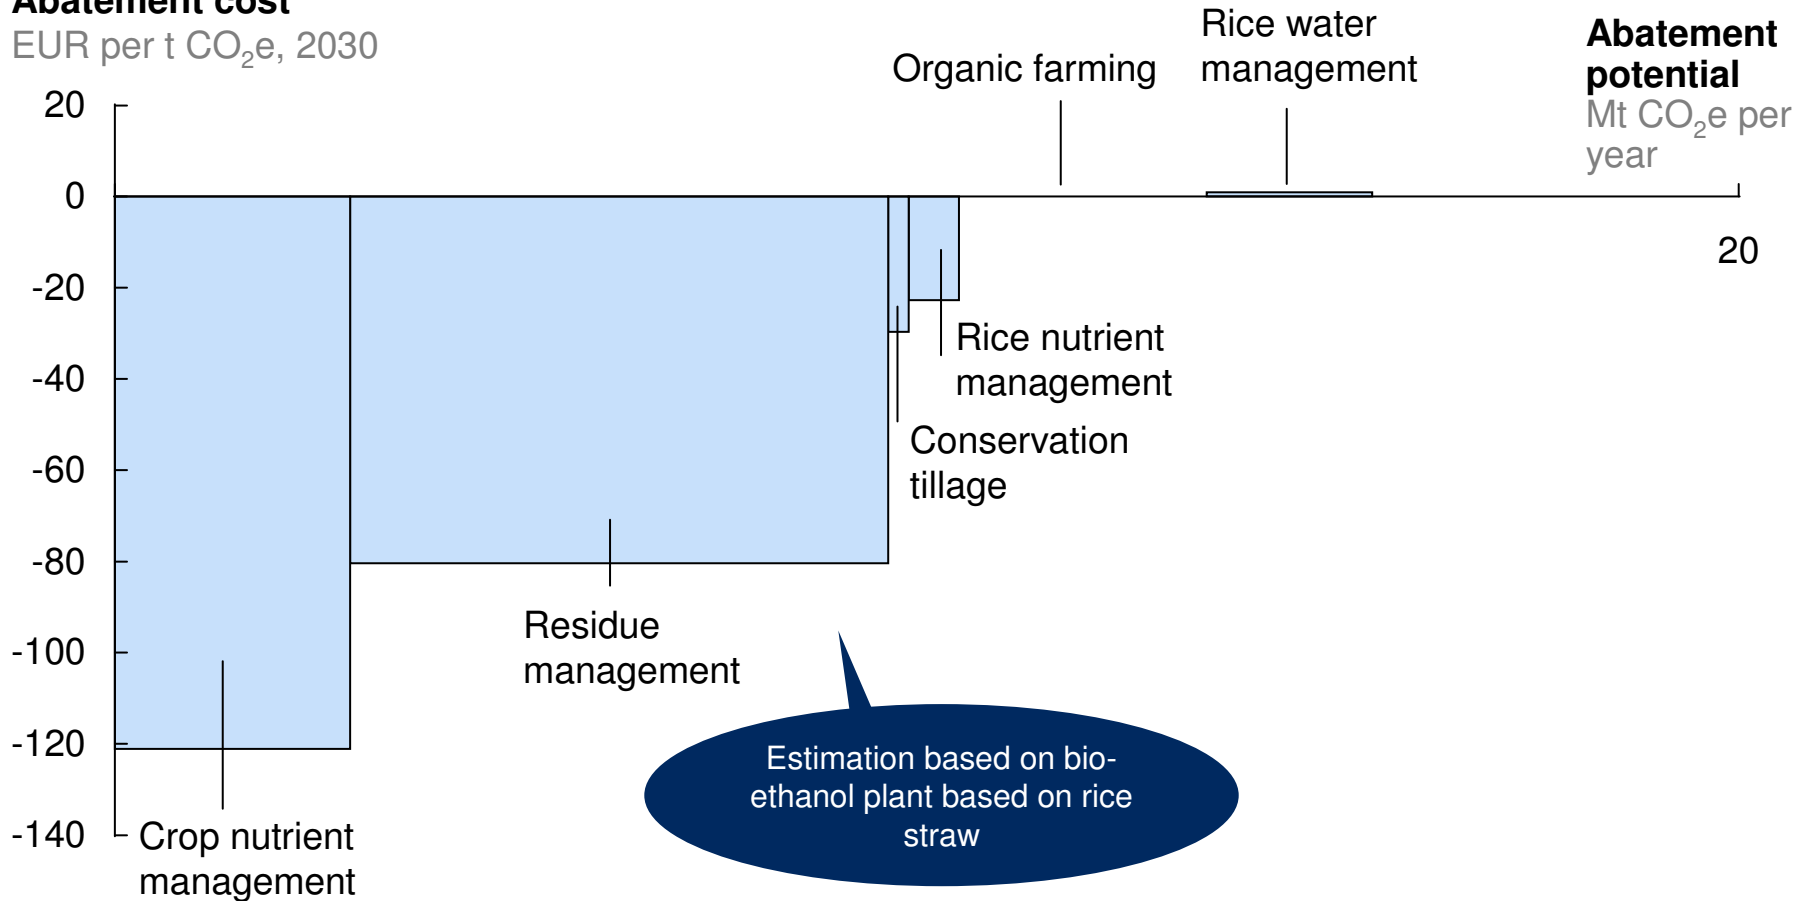 Abatement cost
EUR per t CO₂e, 2030
Organic farming
Rice water
management
Abatement
potential
Mt CO₂e per
year
20
0
-20
-40
-60
-80
-100
-120
-140
20
Rice nutrient
management
Conservation
tillage
Residue
management
Crop nutrient
management
Estimation based on bio-
ethanol plant based on rice
straw